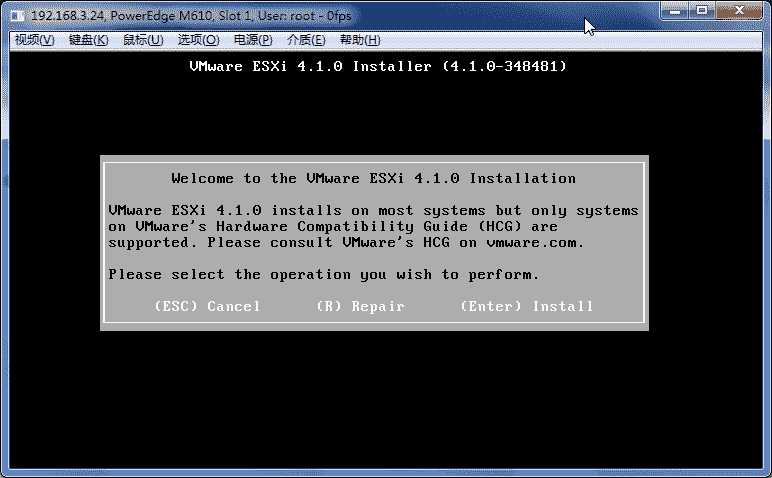 192.168.3.24, PowerEdge M610, Slot 1, User: root - 0fps
视频(V) 键盘(K) 鼠标(U) 选项(O) 电源(P) 介质(E) 帮助(H)
VMware ESXi 4.1.0 Installer (4.1.0-348481)
Welcome to the VMware ESXi 4.1.0 Installation
VMware ESXi 4.1.0 installs on most systems but only systems
on VMware's Hardware Compatibility Guide (HCG) are
supported. Please consult VMware's HCG on vmware.com.
Please select the operation you wish to perform.
(ESC) Cancel (R) Repair (Enter) Install